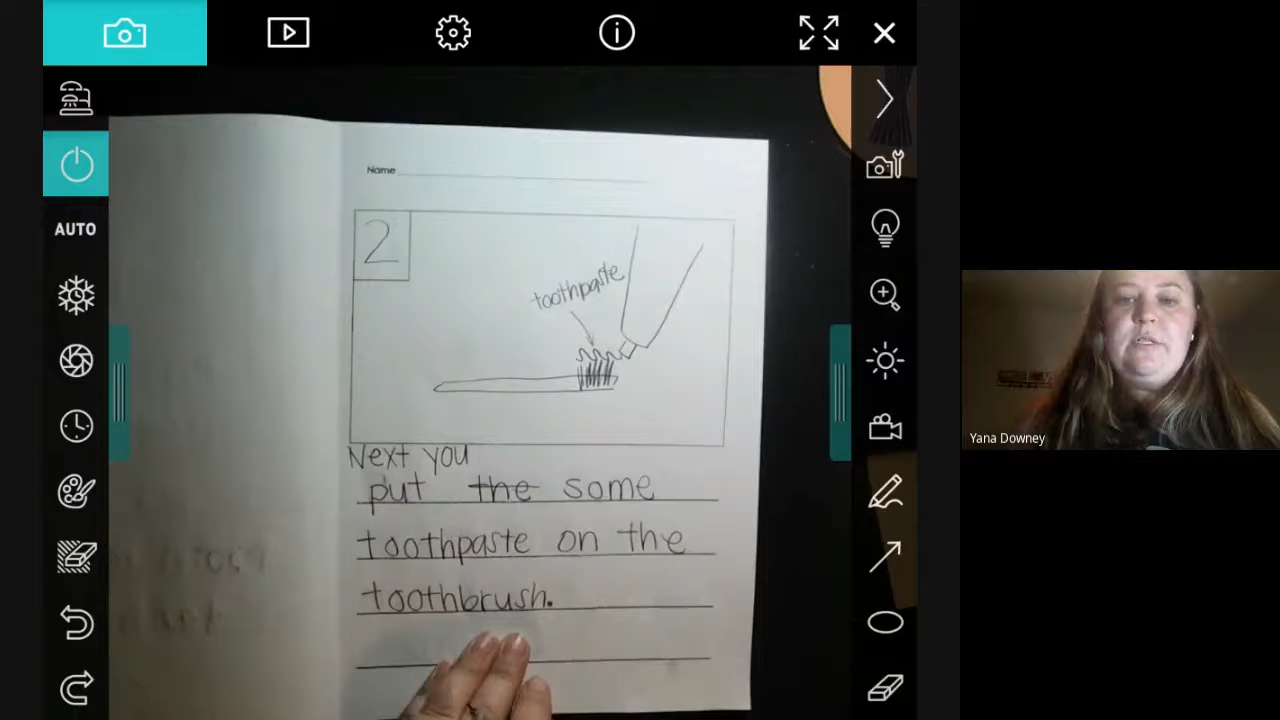 AUTO
Name
2
toothpaste
Next you
put the some
toothpaste on the
toothbrush.
Yana Downey